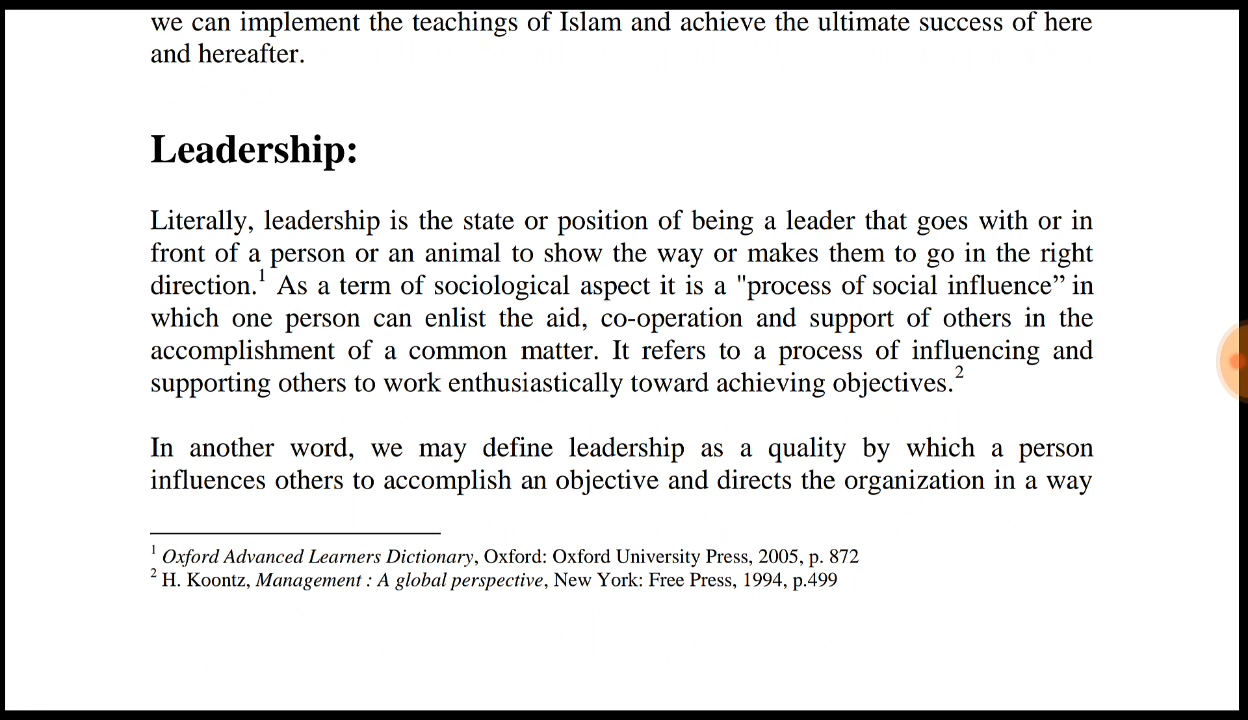 we can implement the teachings of Islam and achieve the ultimate success of here
and hereafter.
Leadership:
Literally, leadership is the state or position of being a leader that goes with or in
front of a person or an animal to show the way or makes them to go in the right
direction.1 As a term of sociological aspect it is a "process of social influence” in
which one person can enlist the aid, co-operation and support of others in the
accomplishment of a common matter. It refers to a process of influencing and
supporting others to work enthusiastically toward achieving objectives.2
In another word, we may define leadership as a quality by which a person
influences others to accomplish an objective and directs the organization in a way
1 Oxford Advanced Learners Dictionary, Oxford: Oxford University Press, 2005, p. 872
2 H. Koontz, Management : A global perspective, New York: Free Press, 1994, p.499